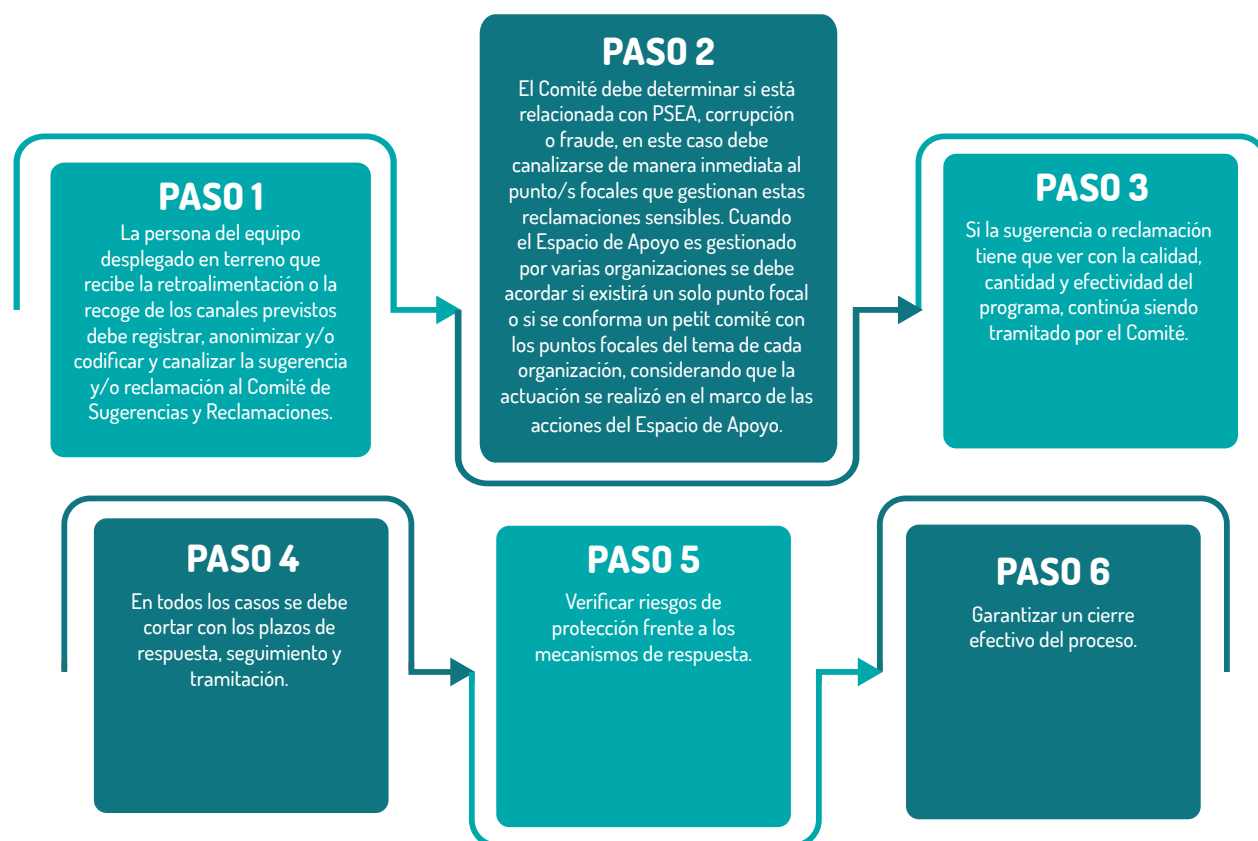 PASO 1
La persona del equipo
desplegado en terreno que
recibe la retroalimentación o la
recoge de los canales previstos
debe registrar, anonimizar y/o
codificar y canalizar la sugerencia
y/o reclamación al Comité de
Sugerencias y Reclamaciones.
PASO 2
El Comité debe determinar si está
relacionada con PSEA, corrupción
o fraude, en este caso debe
canalizarse de manera inmediata al
punto/s focales que gestionan estas
reclamaciones sensibles. Cuando
el Espacio de Apoyo es gestionado
por varias organizaciones se debe
acordar si existirá un solo punto focal
o si se conforma un petit comité con
los puntos focales del tema de cada
organización, considerando que la
actuación se realizó en el marco de las
acciones del Espacio de Apoyo.
PASO 3
Si la sugerencia o reclamación
tiene que ver con la calidad,
cantidad y efectividad del
programa, continúa siendo
tramitado por el Comité.
PASO 4
En todos los casos se debe
cortar con los plazos de
respuesta, seguimiento y
tramitación.
PASO 5
Verificar riesgos de
protección frente a los
mecanismos de respuesta.
PASO 6
Garantizar un cierre
efectivo del proceso.